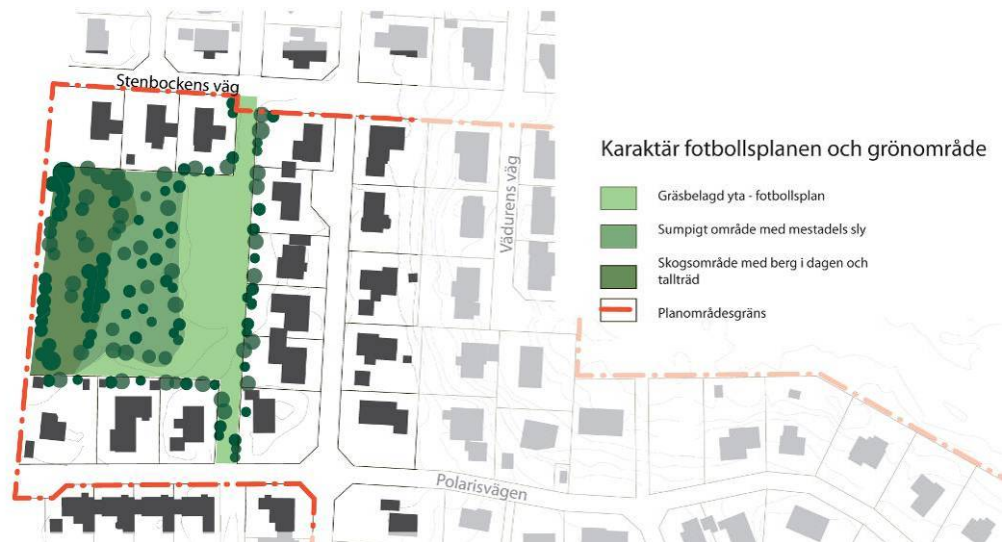 Stenbockens väg
Karaktär fotbollsplanen och grönområde
Gräsbelagd yta - fotbollsplan
Sumpigt område med mestadels sly
Skogsområde med berg i dagen och
tallträd
Planområdesgräns
Vädurens väg
Polarisvägen